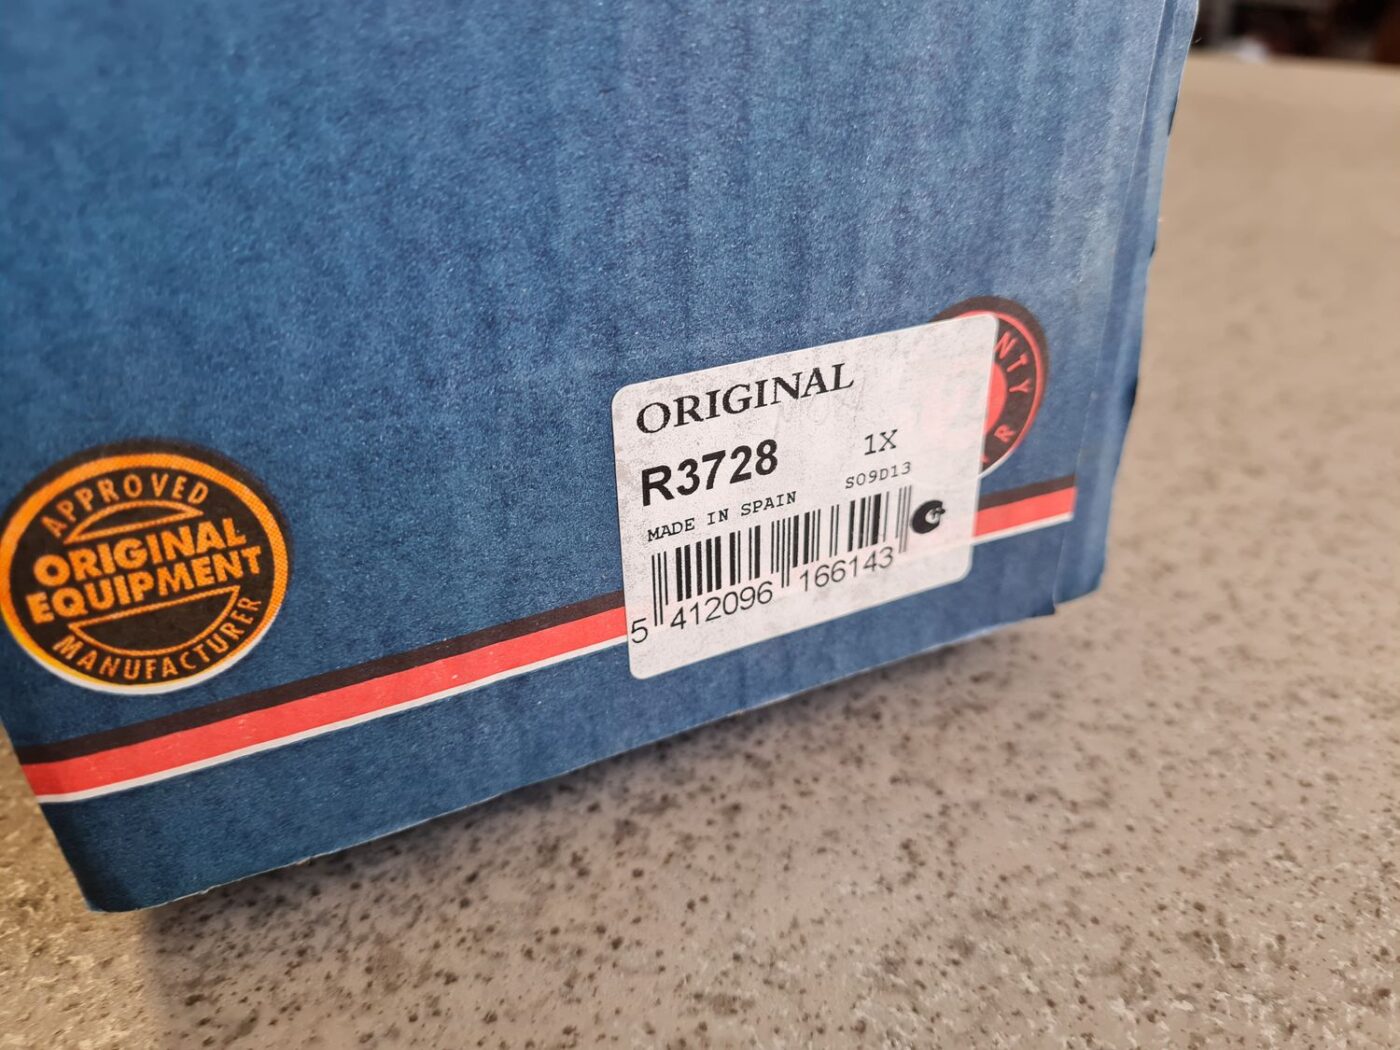 APPROVED
ORIGINAL
EQUIPMENT
MANUFACTURER
ORIGINAL
R3728
1X
MADE IN SPAIN
S09D13
5 412096 166143